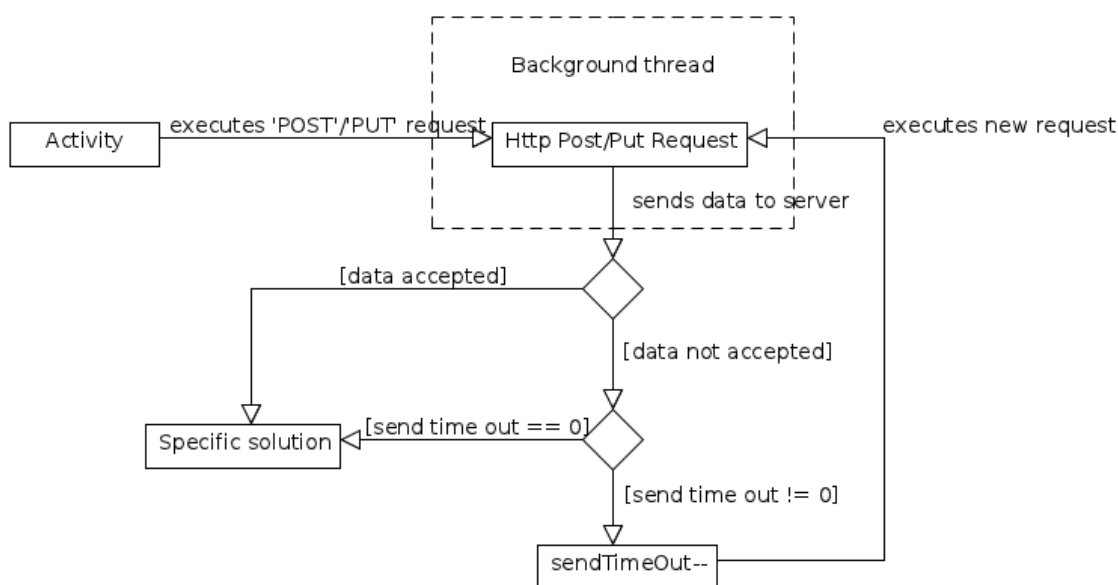 Background thread
executes 'POST'/'PUT' request
executes new request
Activity
Http Post/Put Request
sends data to server
[data accepted]
[data not accepted]
[send time out == 0]
Specific solution
[send time out != 0]
sendTimeOut--